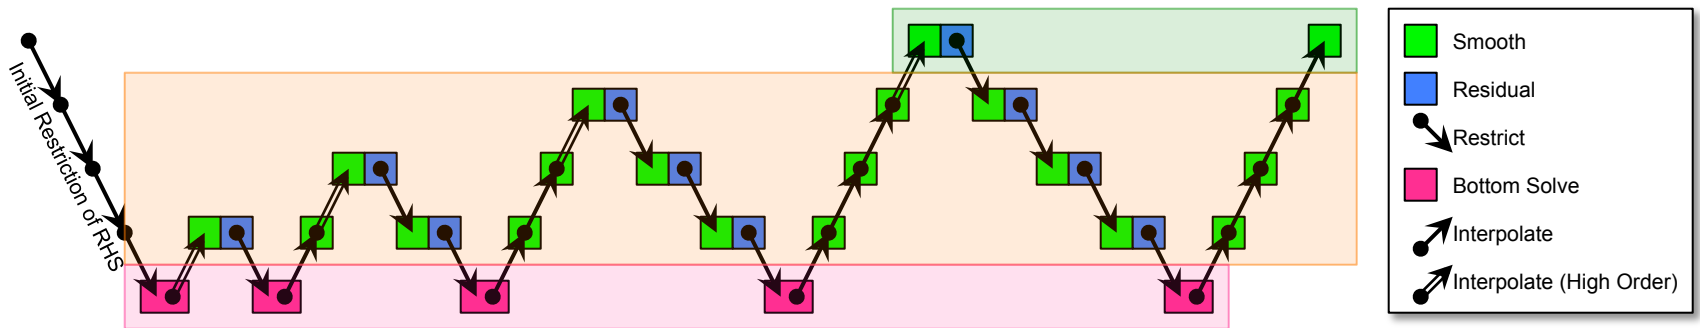 Initial Restriction of RHS
Smooth
Residual
Restrict
Bottom Solve
Interpolate
Interpolate (High Order)